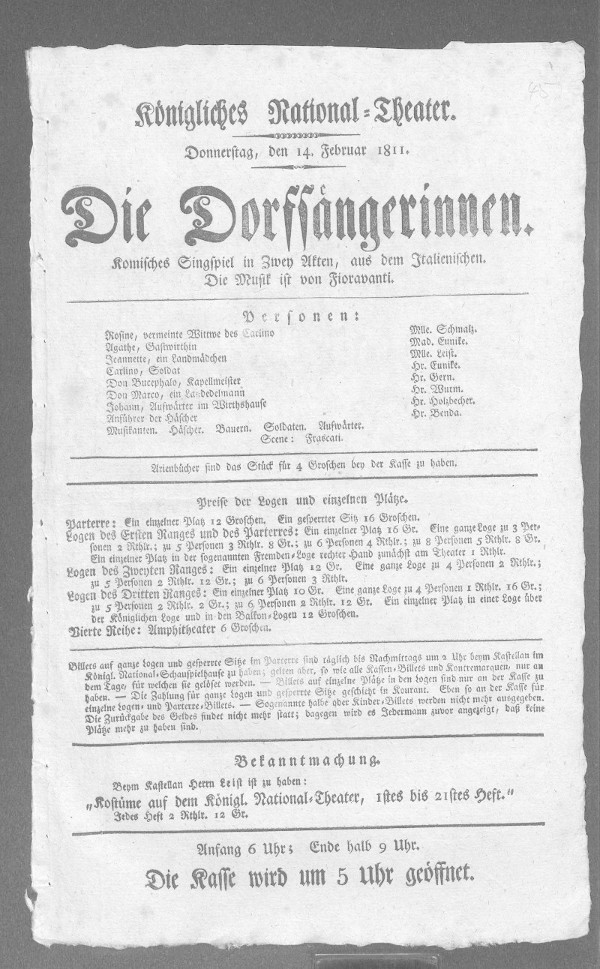 45
Königliches National-Theater.
Donnerstag, den 14. Februar 1811.
Die Dorfsängerinnen.
Komisches Singspiel in Zwey Akten, aus dem Italienischen.
Die Musik ist von Fioravanti.
Personen:
Rosine, vermeinte Wittwe des Carlino Mlle. Schmalz.
Agathe, Gastwirthin Mad. Eunike.
Jeannette, ein Landmädchen Mlle. Leist.
Carlino, Soldat Hr. Eunike.
Don Bucephalo, Kapellmeister Hr. Gern.
Don Marco, ein Landedelmann Hr. Wurm.
Johann, Aufwärter im Wirthshause Hr. Holzbecher.
Anführer der Häscher Hr. Benda.
Musikanten. Häscher. Bauern. Soldaten. Aufwärter.
Scene: Frascati.
Arienbücher sind das Stück für 4 Groschen bey der Kasse zu haben.
Preise der Logen und einzelnen Plätze.
Parterre: Ein einzelner Platz 12 Groschen. Ein gesperrter Sitz 16 Groschen.
Logen des Ersten Ranges und des Parterres: Ein einzelner Platz 16 Gr. Eine ganze Loge zu 3 Per-
sonen 2 Rthlr.; zu 5 Personen 3 Rthlr. 8 Gr.; zu 6 Personen 4 Rthlr.; zu 8 Personen 5 Rthlr. 8 Gr.
Ein einzelner Platz in der sogenannten Fremden-Loge rechter Hand zunächst am Theater 1 Rthlr.
Logen des Zweyten Ranges: Ein einzelner Platz 12 Gr. Eine ganze Loge zu 4 Personen 2 Rthlr.;
zu 5 Personen 2 Rthlr. 12 Gr.; zu 6 Personen 3 Rthlr.
Logen des Dritten Ranges: Ein einzelner Platz 10 Gr. Eine ganze Loge zu 4 Personen 1 Rthlr. 16 Gr.;
zu 5 Personen 2 Rthlr. 2 Gr.; zu 6 Personen 2 Rthlr. 12 Gr. Ein einzelner Platz in einer Loge über
der Königlichen Loge und in den Balkon-Logen 12 Groschen.
Vierte Reihe: Amphitheater 6 Groschen.
Billets auf ganze Logen und gesperrte Sitze im Parterre sind täglich bis Nachmittags um 2 Uhr beym Kastellan im
Königl. National-Schauspielhause zu haben; gelten aber, so wie alle Kassen-Billets und Kontremarquen, nur an
dem Tage, für welchen sie gelöset werden. — Billets auf einzelne Plätze in den Logen sind nur an der Kasse zu
haben. — Die Zahlung für ganze Logen und gesperrte Sitze geschieht in Kourant. Eben so an der Kasse für
einzelne Logen- und Parterre-Billets. — Sogenannte halbe oder Kinder-Billets werden nicht mehr ausgegeben.
Die Zurückgabe des Geldes findet nicht mehr statt; dagegen wird es Jedermann zuvor angezeigt, daß keine
Plätze mehr zu haben sind.
Bekanntmachung.
Beym Kastellan Herrn Leist ist zu haben:
„Kostüme auf dem Königl. National-Theater, 1stes bis 21stes Heft."
Jedes Heft 2 Rthlr. 12 Gr.
Anfang 6 Uhr; Ende halb 9 Uhr.
Die Kasse wird um 5 Uhr geöffnet.